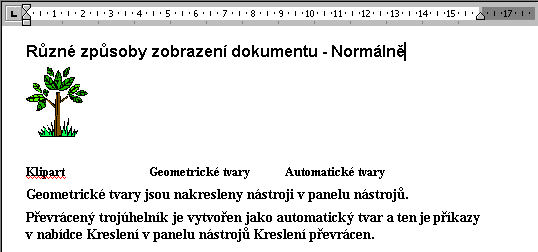 1 2 3 4 5 6 7 8 9 10 11 12 13 14 15 17
Různé způsoby zobrazení dokumentu - Normálně
Klipart Geometrické tvary Automatické tvary
Geometrické tvary jsou nakresleny nástroji v panelu nástrojů.
Převrácený trojúhelník je vytvořen jako automatický tvar a ten je příkazy
v nabídce Kreslení v panelu nástrojů Kreslení převrácen.